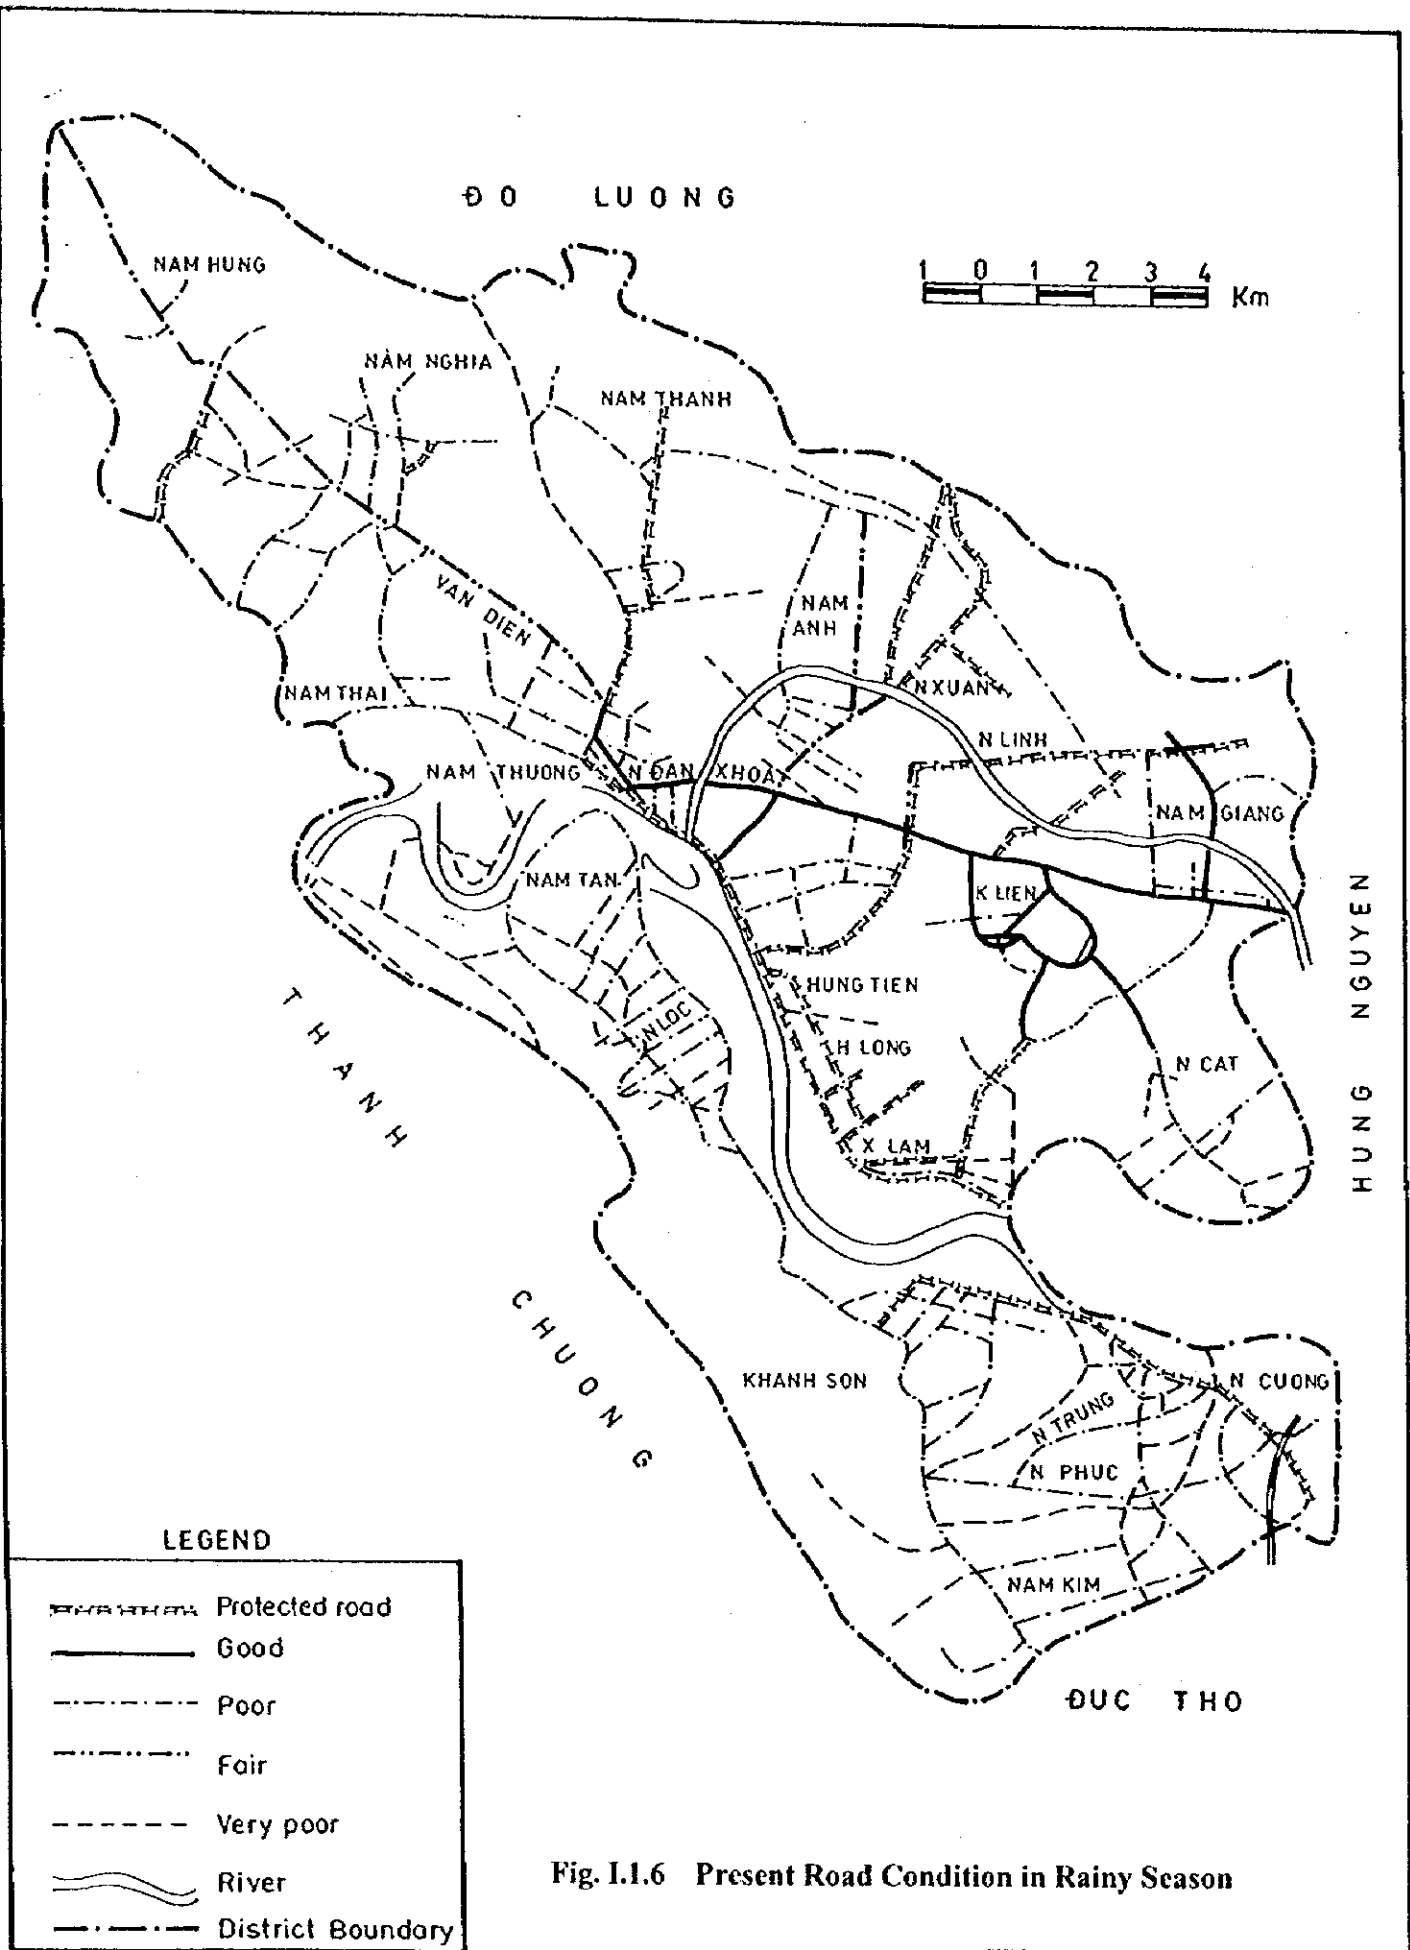 ĐO LUONG
NAM HUNG
1 0 1 2 3 4
Km
NÀM NGHIA
NAM THANH
VAN DIEN
NAM
ANH
NAM THAI
N XUAN
N LINH
NAM THUONG
N ĐAN
XHOA
NAM GIANG
NAM TAN
K LIEN
HUNG NGUYEN
THANH
HUNG TIEN
N LOC
H LONG
N CAT
X LAM
CHUONG
KHANH SON
N CUONG
N TRUNG
N PHUC
NAM KIM
ĐUC THO
LEGEND
Protected road
Good
Poor
Fair
Very poor
River
District Boundary
Fig. I.1.6 Present Road Condition in Rainy Season